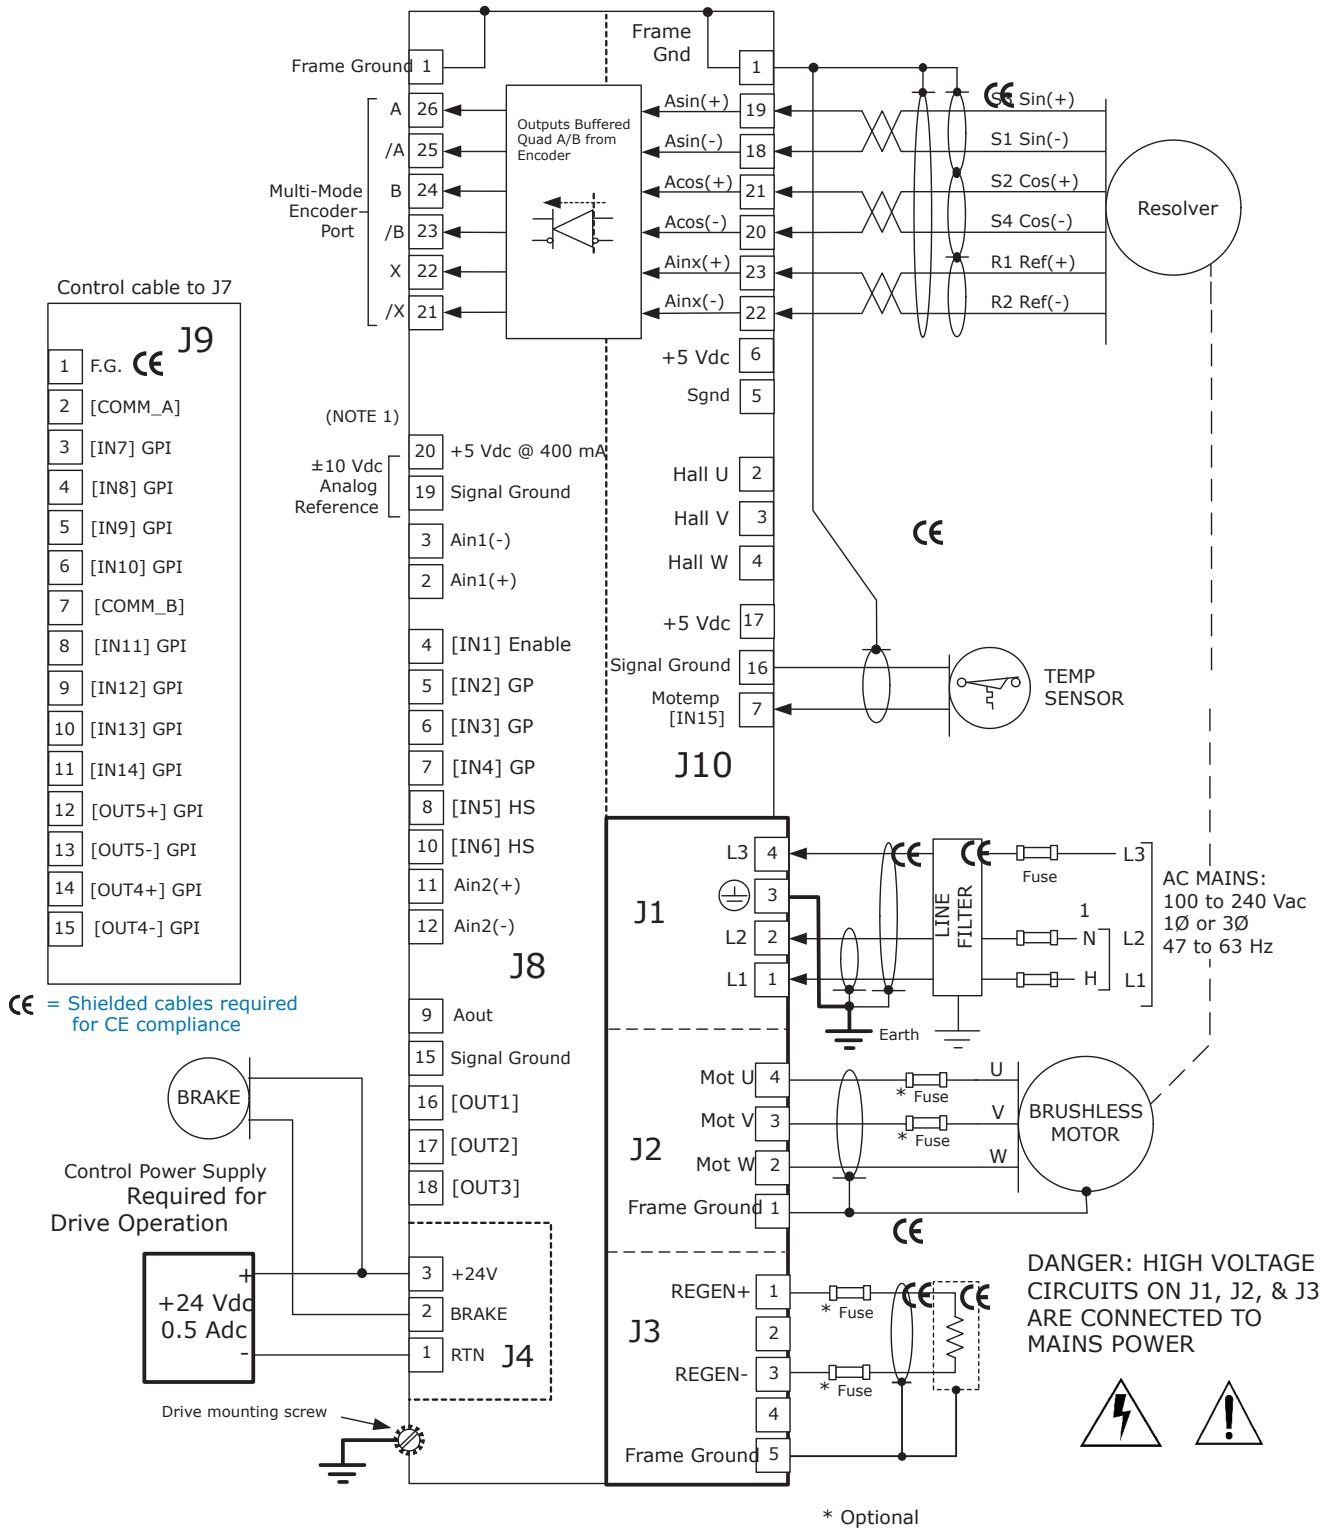 Frame Ground 1
A 26
/A 25
B 24
/B 23
X 22
/X 21
Multi-Mode
Encoder
Port
Outputs Buffered
Quad A/B from
Encoder
Frame
Gnd
1
Asin(+) 19
Asin(-) 18
Acos(+) 21
Acos(-) 20
Ainx(+) 23
Ainx(-) 22
S3 Sin(+)
S1 Sin(-)
S2 Cos(+)
S4 Cos(-)
R1 Ref(+)
R2 Ref(-)
CE
Resolver
+5 Vdc 6
Sgnd 5
Hall U 2
Hall V 3
Hall W 4
CE
+5 Vdc 17
Signal Ground 16
Motemp
[IN15] 7
TEMP
SENSOR
J10
Control cable to J7
J9
1 F.G. CE
2 [COMM_A]
3 [IN7] GPI
4 [IN8] GPI
5 [IN9] GPI
6 [IN10] GPI
7 [COMM_B]
8 [IN11] GPI
9 [IN12] GPI
10 [IN13] GPI
11 [IN14] GPI
12 [OUT5+] GPI
13 [OUT5-] GPI
14 [OUT4+] GPI
15 [OUT4-] GPI
CE = Shielded cables required
for CE compliance
(NOTE 1)
±10 Vdc
Analog
Reference
20 +5 Vdc @ 400 mA
19 Signal Ground
3 Ain1(-)
2 Ain1(+)
4 [IN1] Enable
5 [IN2] GP
6 [IN3] GP
7 [IN4] GP
8 [IN5] HS
10 [IN6] HS
11 Ain2(+)
12 Ain2(-)
J8
9 Aout
15 Signal Ground
16 [OUT1]
17 [OUT2]
18 [OUT3]
BRAKE
Control Power Supply
Required for
Drive Operation
+
+24 Vdc
0.5 Adc
-
3 +24V
2 BRAKE
1 RTN
J4
Drive mounting screw
J1
L3 4
3
L2 2
L1 1
CE
CE
LINE
FILTER
Fuse
L3
1
N
H
L2
L1
AC MAINS:
100 to 240 Vac
1Ø or 3Ø
47 to 63 Hz
Earth
J2
Mot U 4
Mot V 3
Mot W 2
Frame Ground 1
* Fuse
* Fuse
U
V
W
BRUSHLESS
MOTOR
CE
J3
REGEN+ 1
2
REGEN- 3
4
Frame Ground 5
* Fuse
* Fuse
CE
CE
DANGER: HIGH VOLTAGE
CIRCUITS ON J1, J2, & J3
ARE CONNECTED TO
MAINS POWER
* Optional